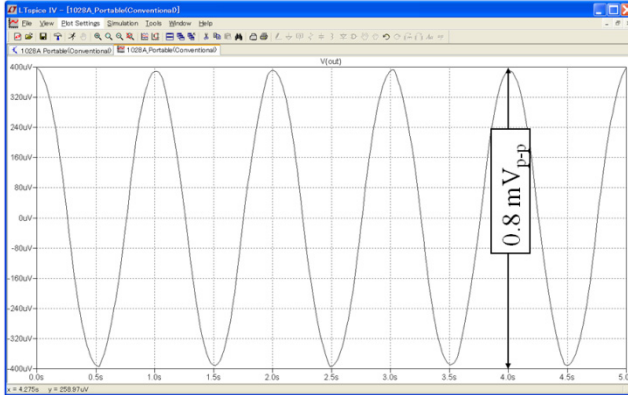 LTspice IV - [1028A_Portable(Conventional)]
File View Plot Settings Simulation Tools Window Help
1028A_Portable(Conventional) 1028A_Portable(Conventional)
V(out)
400uV
320uV
240uV
160uV
80uV
0uV
-80uV
-160uV
-240uV
-320uV
-400uV
0.8 mVp-p
0.0s 0.5s 1.0s 1.5s 2.0s 2.5s 3.0s 3.5s 4.0s 4.5s 5.0s
x = 4.275s y = 258.97uV